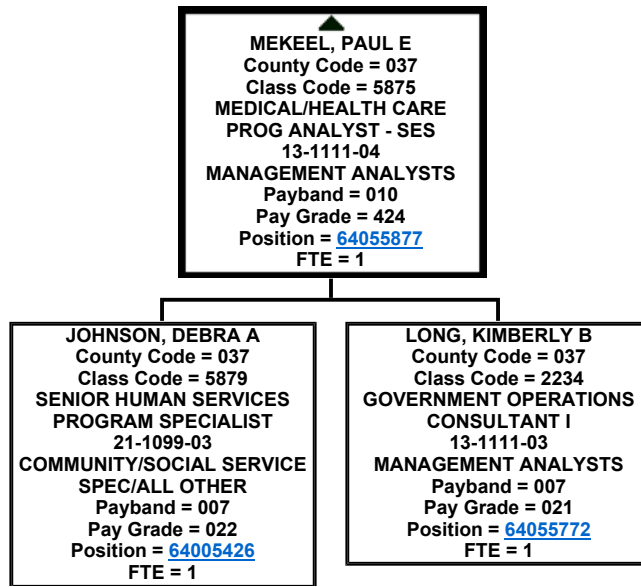 MEKEEL, PAUL E
County Code = 037
Class Code = 5875
MEDICAL/HEALTH CARE
PROG ANALYST - SES
13-1111-04
MANAGEMENT ANALYSTS
Payband = 010
Pay Grade = 424
Position = 64055877
FTE = 1
JOHNSON, DEBRA A
County Code = 037
Class Code = 5879
SENIOR HUMAN SERVICES
PROGRAM SPECIALIST
21-1099-03
COMMUNITY/SOCIAL SERVICE
SPEC/ALL OTHER
Payband = 007
Pay Grade = 022
Position = 64005426
FTE = 1
LONG, KIMBERLY B
County Code = 037
Class Code = 2234
GOVERNMENT OPERATIONS
CONSULTANT I
13-1111-03
MANAGEMENT ANALYSTS
Payband = 007
Pay Grade = 021
Position = 64055772
FTE = 1